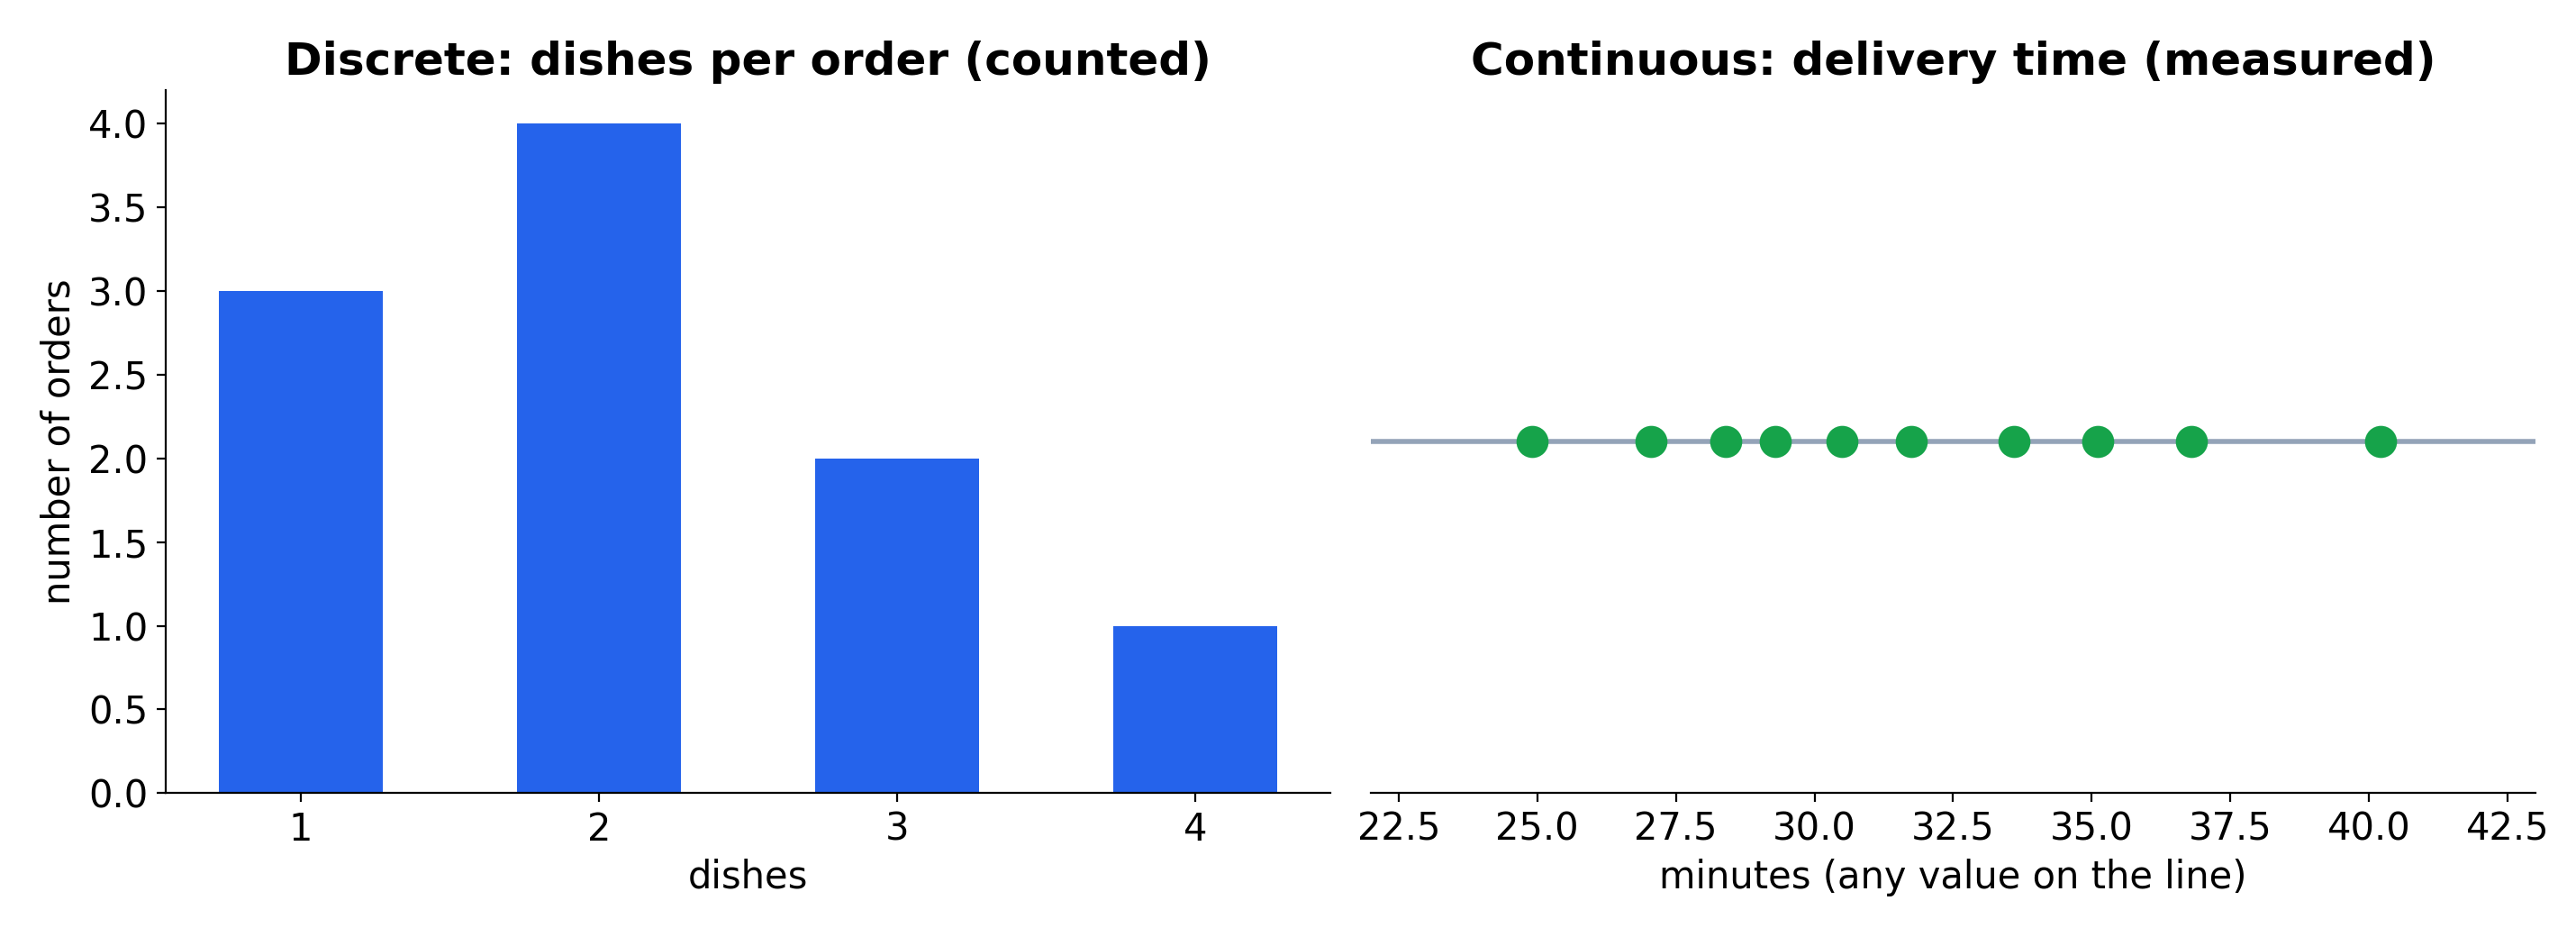 Discrete: dishes per order (counted)
number of orders
4.0
3.5
3.0
2.5
2.0
1.5
1.0
0.5
0.0
1 2 3 4
dishes
Continuous: delivery time (measured)
22.5 25.0 27.5 30.0 32.5 35.0 37.5 40.0 42.5
minutes (any value on the line)